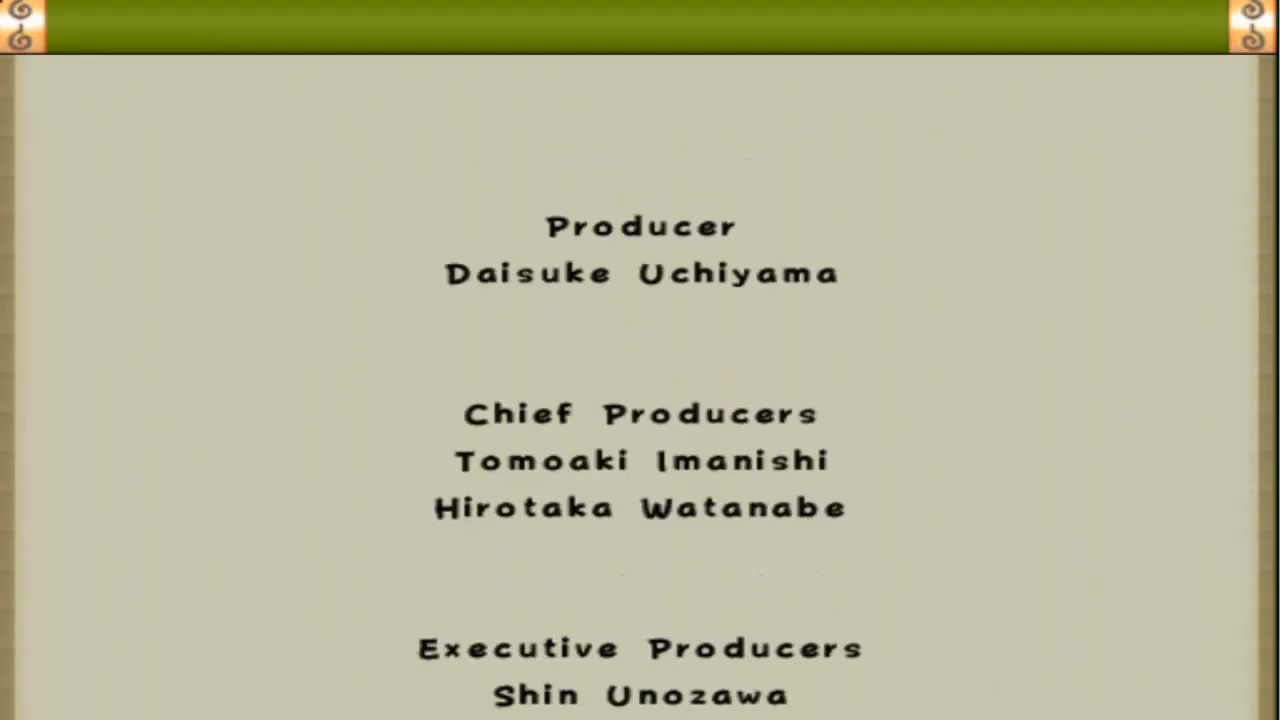 Producer
Daisuke Uchiyama
Chief Producers
Tomoaki Imanishi
Hirotaka Watanabe
Executive Producers
Shin Unozawa